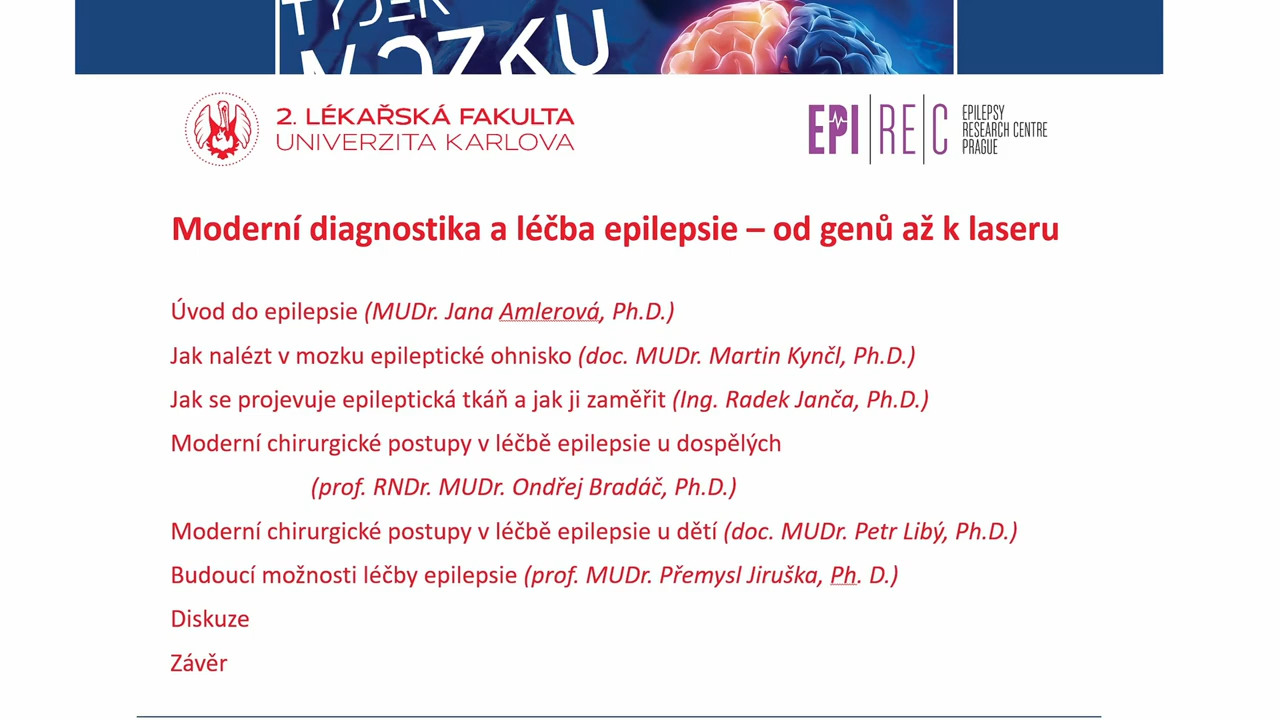 TÝDEN
MOZKU
2. LÉKAŘSKÁ FAKULTA
UNIVERZITA KARLOVA
EPI RE C
EPILEPSY
RESEARCH CENTRE
PRAGUE
Moderní diagnostika a léčba epilepsie – od genů až k laseru
Úvod do epilepsie (MUDr. Jana Amlerová, Ph.D.)
Jak nalézt v mozku epileptické ohnisko (doc. MUDr. Martin Kynčl, Ph.D.)
Jak se projevuje epileptická tkáň a jak ji zaměřit (Ing. Radek Janča, Ph.D.)
Moderní chirurgické postupy v léčbě epilepsie u dospělých
(prof. RNDr. MUDr. Ondřej Bradáč, Ph.D.)
Moderní chirurgické postupy v léčbě epilepsie u dětí (doc. MUDr. Petr Libý, Ph.D.)
Budoucí možnosti léčby epilepsie (prof. MUDr. Přemysl Jiruška, Ph. D.)
Diskuze
Závěr